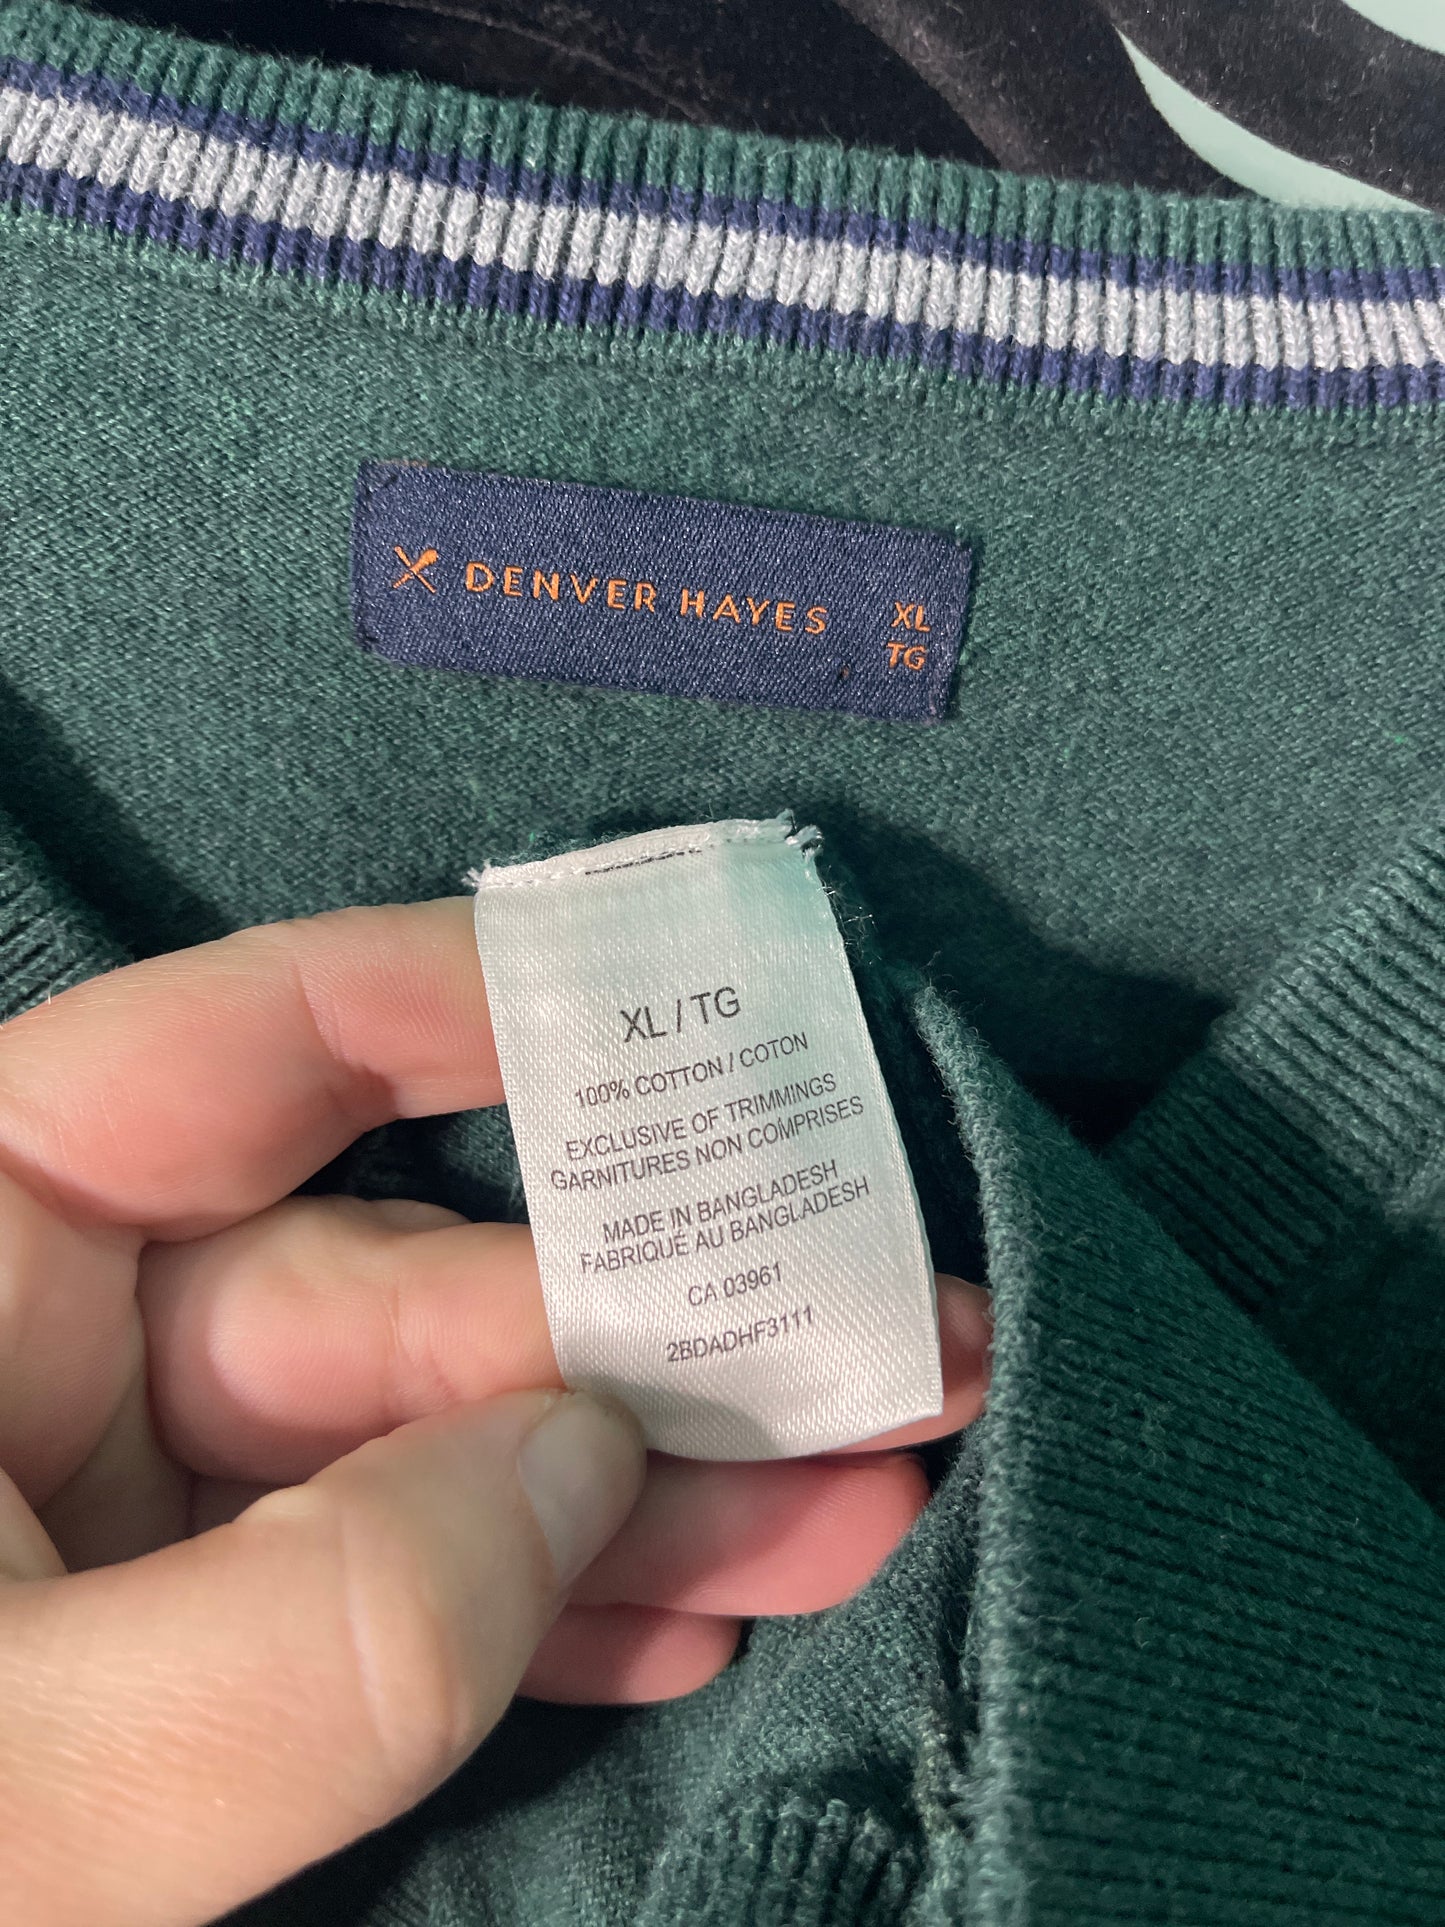 DENVER HAYES
XL
TG
XL / TG
100% COTTON / COTON
EXCLUSIVE OF TRIMMINGS
GARNITURES NON COMPRISES
MADE IN BANGLADESH
FABRIQUÉ AU BANGLADESH
CA 03961
2BDADHF3111